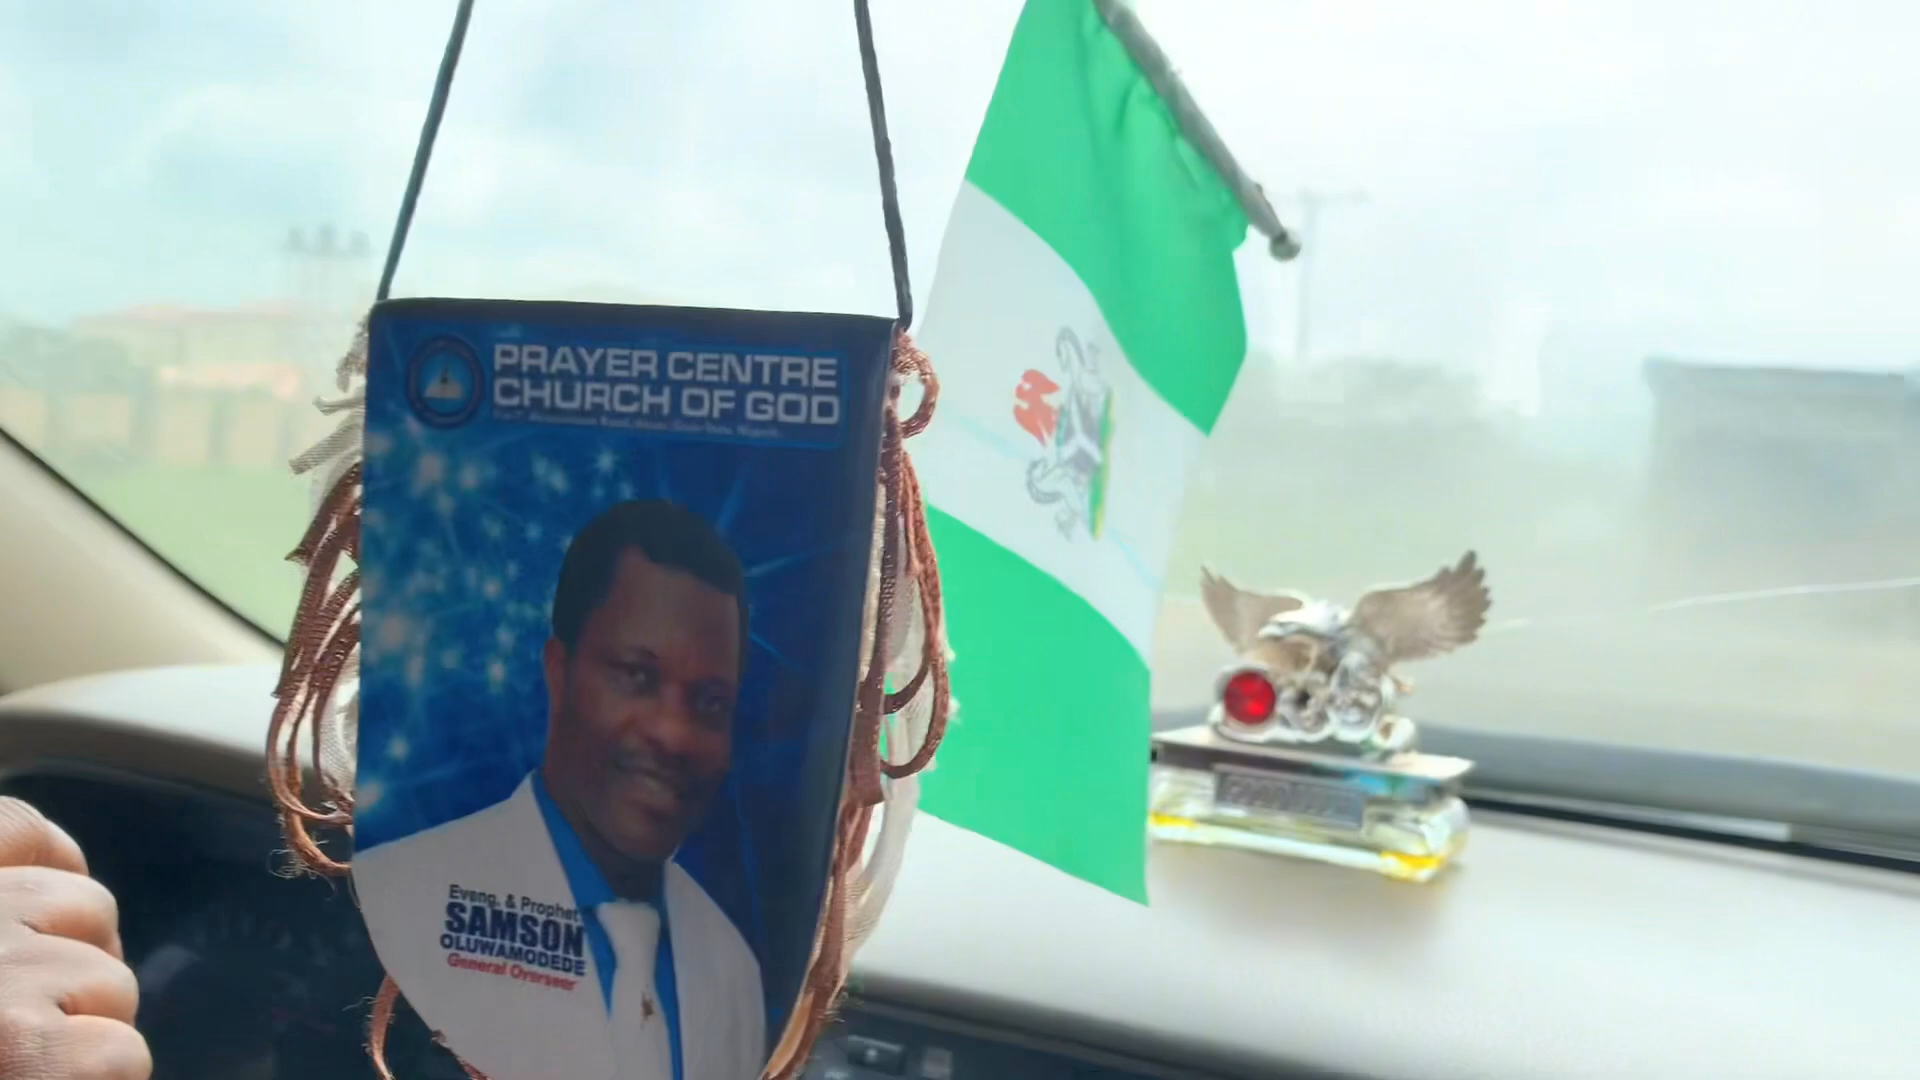 PRAYER CENTRE
CHURCH OF GOD
Eveng. & Prophet
SAMSON
OLUWAMODEDE
General Overseer